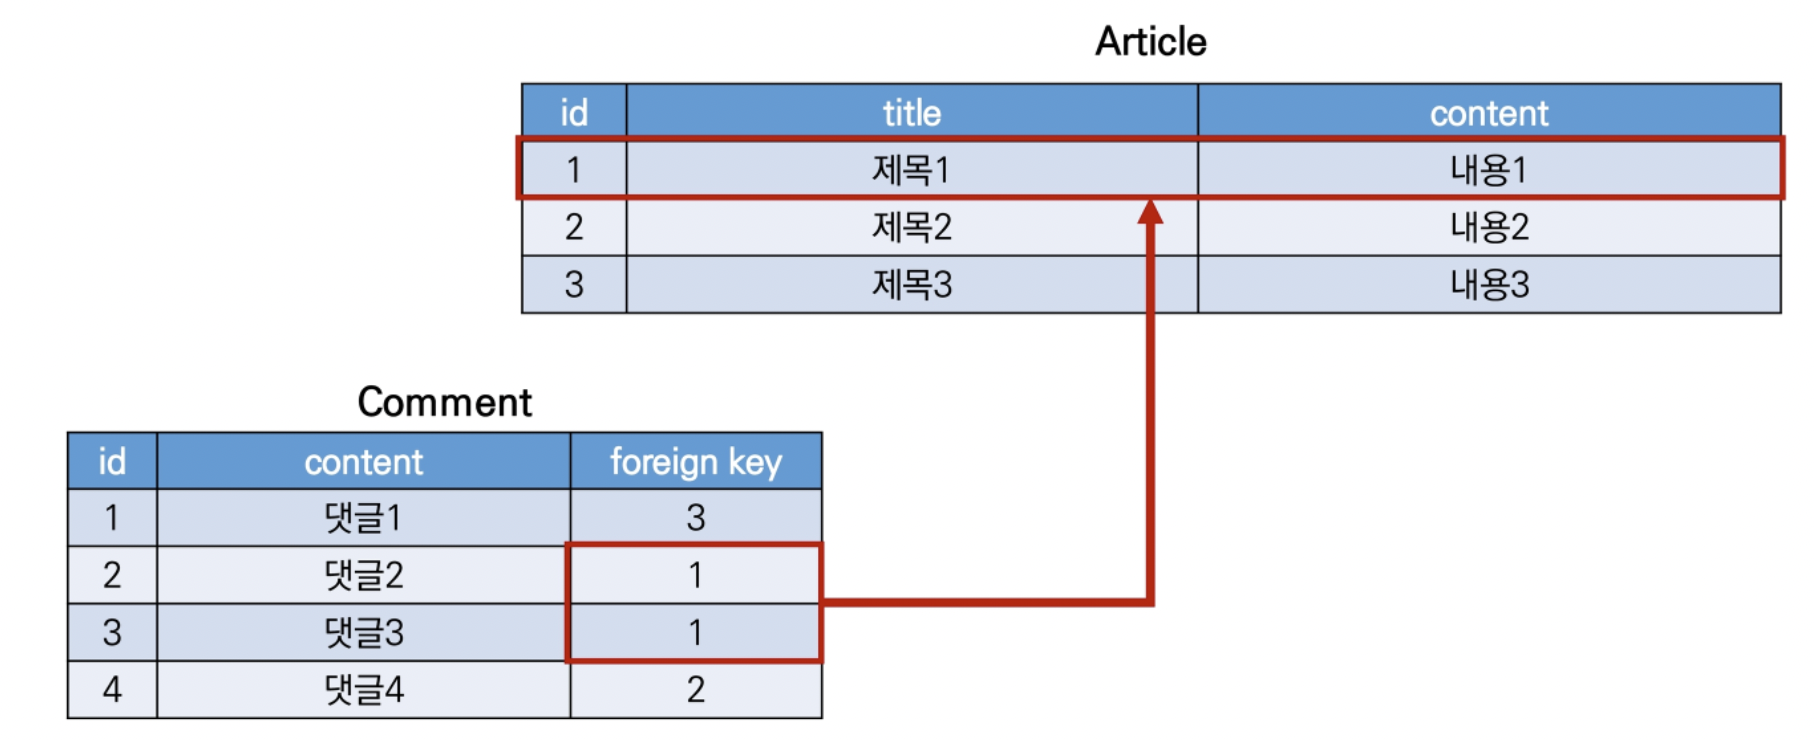 Article
id title content
1 제목1 내용1
2 제목2 내용2
3 제목3 내용3
Comment
id content foreign key
1 댓글1 3
2 댓글2 1
3 댓글3 1
4 댓글4 2